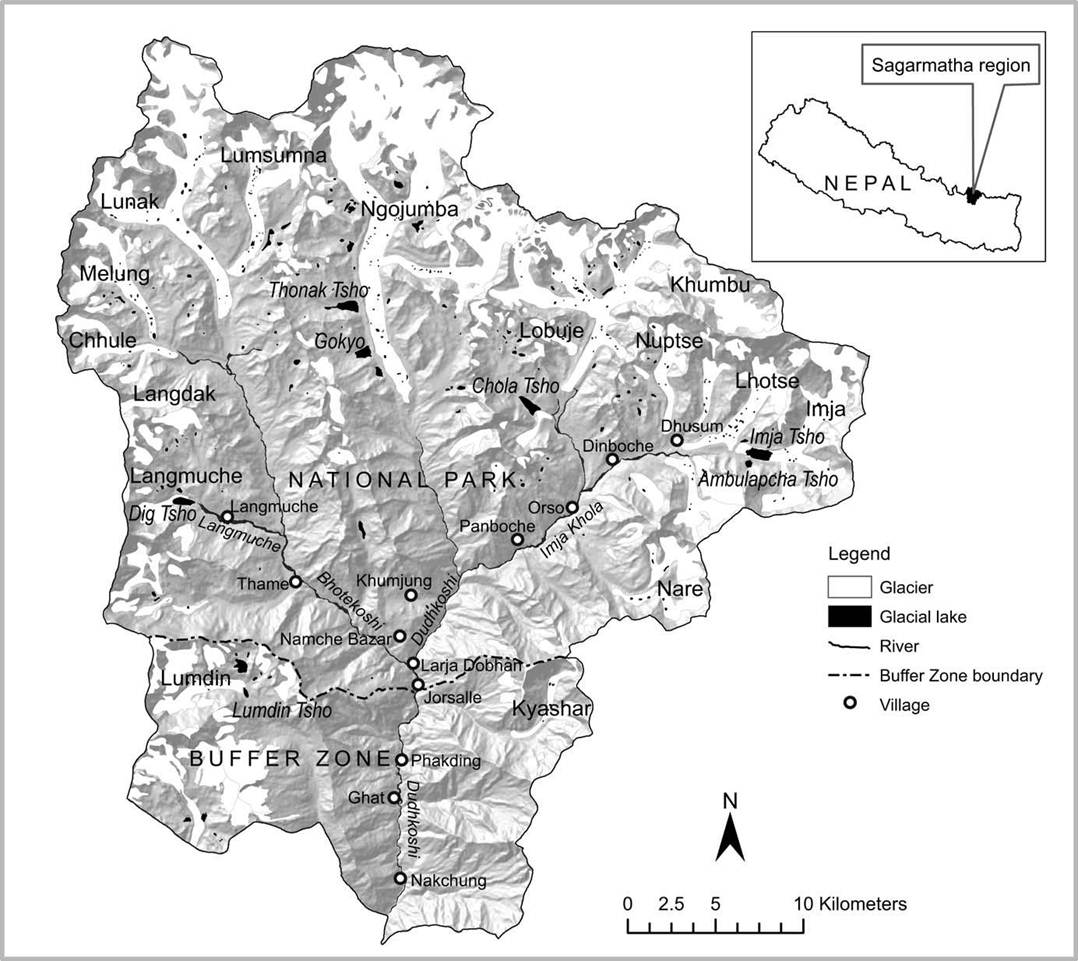 Sagarmatha region
NEPAL
Lumsumna
Lunak
Ngojumba
Melung
Thonak Tsho
Khumbu
Chhule
Gokyo
Lobuje
Nuptse
Langdak
Chola Tsho
Lhotse
Imja
Dhusum
Imja Tsho
Dinboche
Langmuche
NATIONAL PARK
Ambulapcha Tsho
Dig Tsho
Langmuche
Langmuche
Orso
Panboche
Imja Khola
Thame
Bhotekoshi
Khumjung
Dudhkoshi
Nare
Namche Bazar
Larja Dobhan
Lumdin
Jorsalle
Lumdin Tsho
Kyashar
BUFFER ZONE
Phakding
Ghat
Dudhkoshi
Nakchung
Legend
Glacier
Glacial lake
River
Buffer Zone boundary
Village
N
0 2.5 5 10 Kilometers